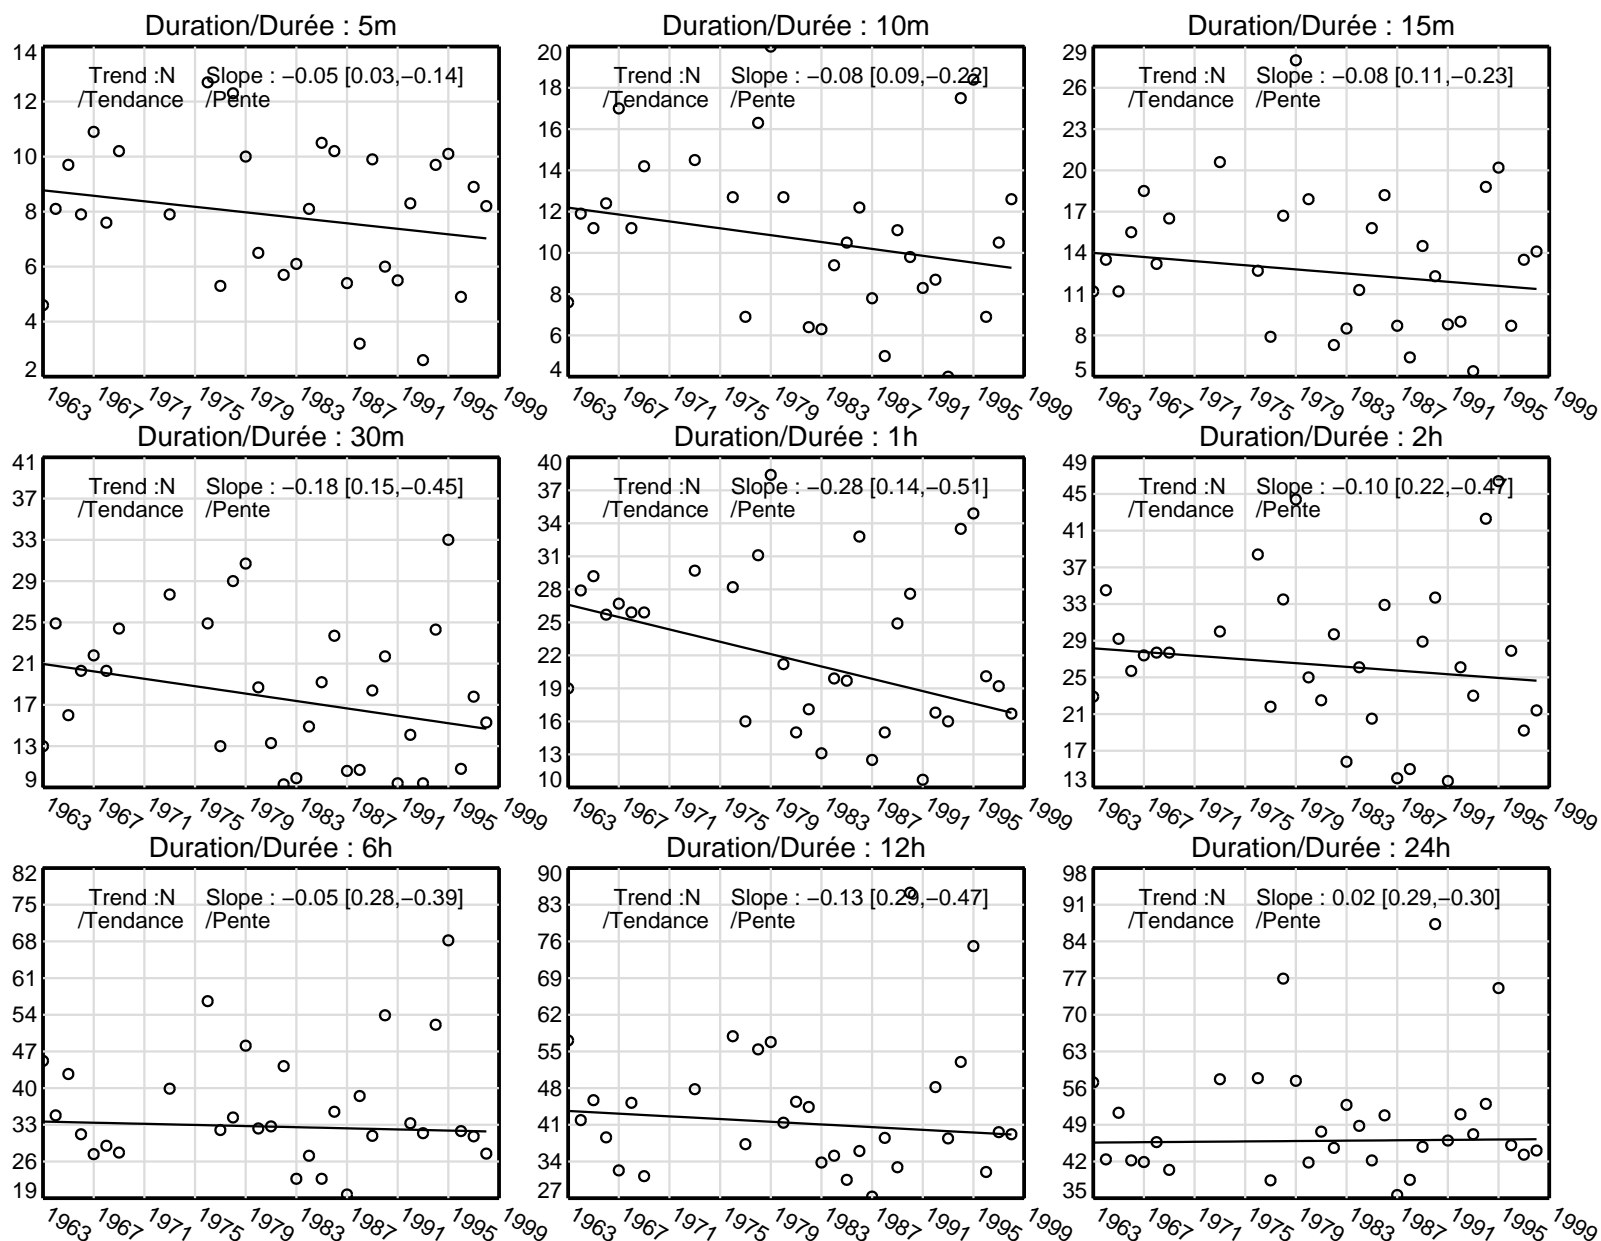 Duration/Durée : 5m
14
12
10
8
6
4
2
Trend :N Slope : −0.05 [0.03,−0.14]
/Tendance /Pente
1963 1967 1971 1975 1979 1983 1987 1991 1995 1999
Duration/Durée : 10m
20
18
16
14
12
10
8
6
4
Trend :N Slope : −0.08 [0.09,−0.22]
/Tendance /Pente
1963 1967 1971 1975 1979 1983 1987 1991 1995 1999
Duration/Durée : 15m
29
26
23
20
17
14
11
8
5
Trend :N Slope : −0.08 [0.11,−0.23]
/Tendance /Pente
1963 1967 1971 1975 1979 1983 1987 1991 1995 1999
Duration/Durée : 30m
41
37
33
29
25
21
17
13
9
Trend :N Slope : −0.18 [0.15,−0.45]
/Tendance /Pente
1963 1967 1971 1975 1979 1983 1987 1991 1995 1999
Duration/Durée : 1h
40
37
34
31
28
25
22
19
16
13
10
Trend :N Slope : −0.28 [0.14,−0.51]
/Tendance /Pente
1963 1967 1971 1975 1979 1983 1987 1991 1995 1999
Duration/Durée : 2h
49
45
41
37
33
29
25
21
17
13
Trend :N Slope : −0.10 [0.22,−0.47]
/Tendance /Pente
1963 1967 1971 1975 1979 1983 1987 1991 1995 1999
Duration/Durée : 6h
82
75
68
61
54
47
40
33
26
19
Trend :N Slope : −0.05 [0.28,−0.39]
/Tendance /Pente
1963 1967 1971 1975 1979 1983 1987 1991 1995 1999
Duration/Durée : 12h
90
83
76
69
62
55
48
41
34
27
Trend :N Slope : −0.13 [0.29,−0.47]
/Tendance /Pente
1963 1967 1971 1975 1979 1983 1987 1991 1995 1999
Duration/Durée : 24h
98
91
84
77
70
63
56
49
42
35
Trend :N Slope : 0.02 [0.29,−0.30]
/Tendance /Pente
1963 1967 1971 1975 1979 1983 1987 1991 1995 1999